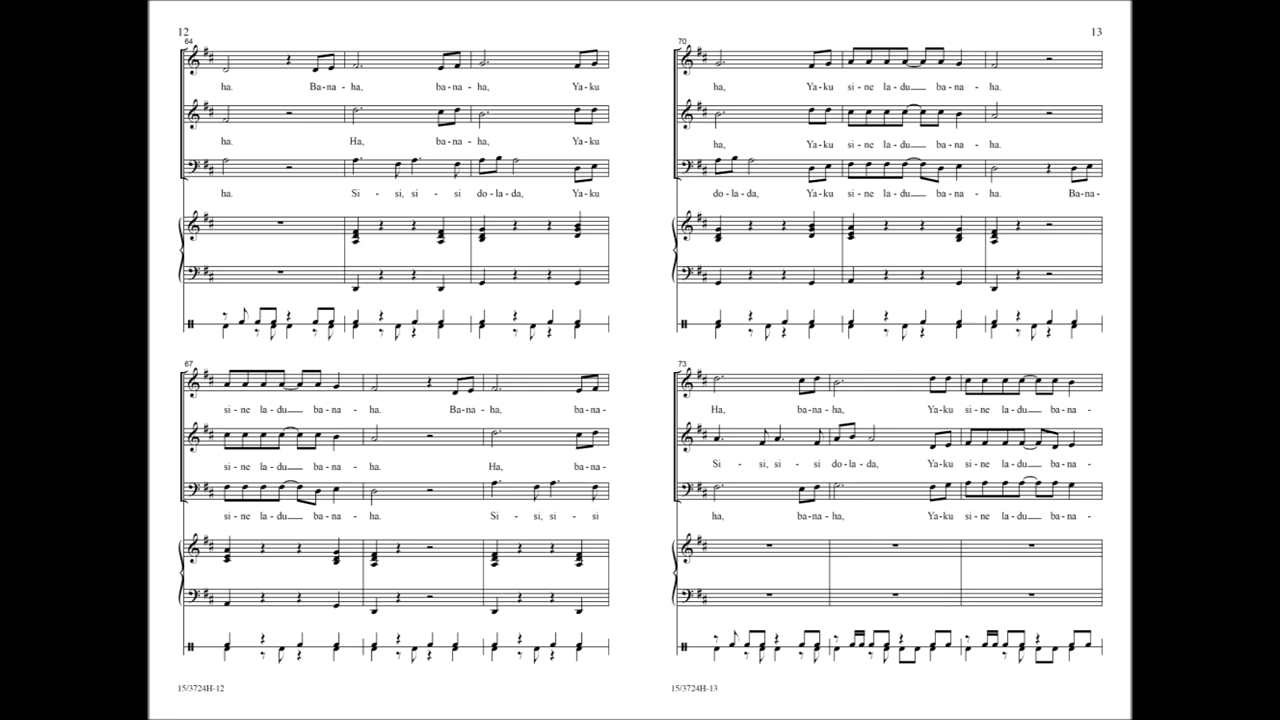 12
64
ha. Ba - na - ha, ba - na - ha, Ya - ku
ha. Ha, ba - na - ha, Ya - ku
ha. Si - si, si - si do - la - da, Ya - ku
67
si - ne la - du ba - na - ha. Ba - na - ha, ba - na -
si - ne la - du ba - na - ha. Ha, ba - na -
si - ne la - du ba - na - ha. Si - si, si - si
15/3724H-12
13
70
ha, Ya - ku si - ne la - du ba - na - ha.
ha, Ya - ku si - ne la - du ba - na - ha.
do - la - da, Ya - ku si - ne la - du ba - na - ha. Ba - na -
73
Ha, ba - na - ha, Ya - ku si - ne la - du ba - na -
Si - si, si - si do - la - da, Ya - ku si - ne la - du ba - na -
ha, ba - na - ha, Ya - ku si - ne la - du ba - na -
15/3724H-13